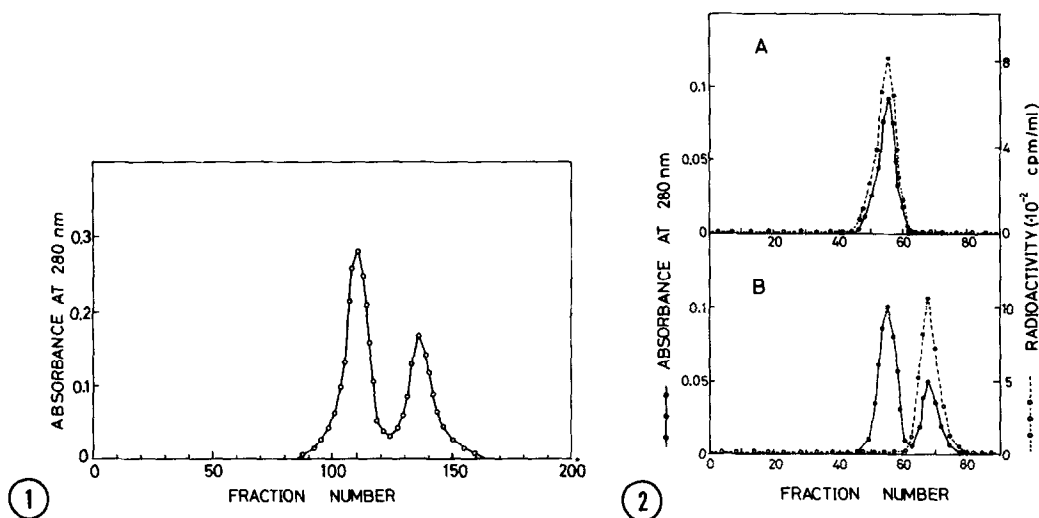 ABSORBANCE AT 280 nm
0.3
0.2
0.1
0
0 50 100 150 200
FRACTION NUMBER
1
A
0.1
0.05
0
20 40 60 80
8
4
0
B
0.1
0.05
0
0 20 40 60 80
10
5
0
ABSORBANCE AT 280 nm
RADIOACTIVITY (·10⁻² cpm/ml)
FRACTION NUMBER
2